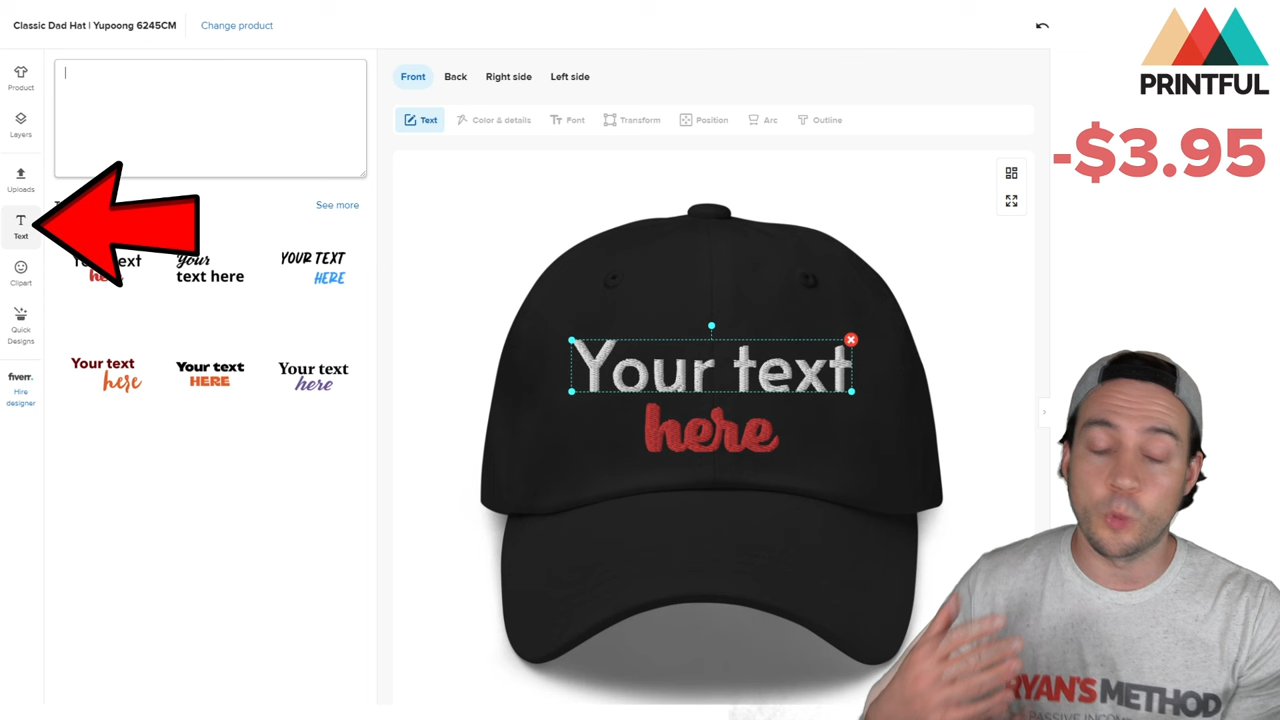 Classic Dad Hat | Yupoong 6245CM
Change product
Product
Layers
Uploads
Text
Clipart
Quick
Designs
fiverr.
Hire
designer
See more
text
Your
text here
YOUR TEXT
HERE
Your text
here
Your text
HERE
Your text
here
Front
Back
Right side
Left side
Text
Color & details
Font
Transform
Position
Arc
Outline
Your text
here
PRINTFUL
-$3.95
RYAN'S METHOD
PASSIVE